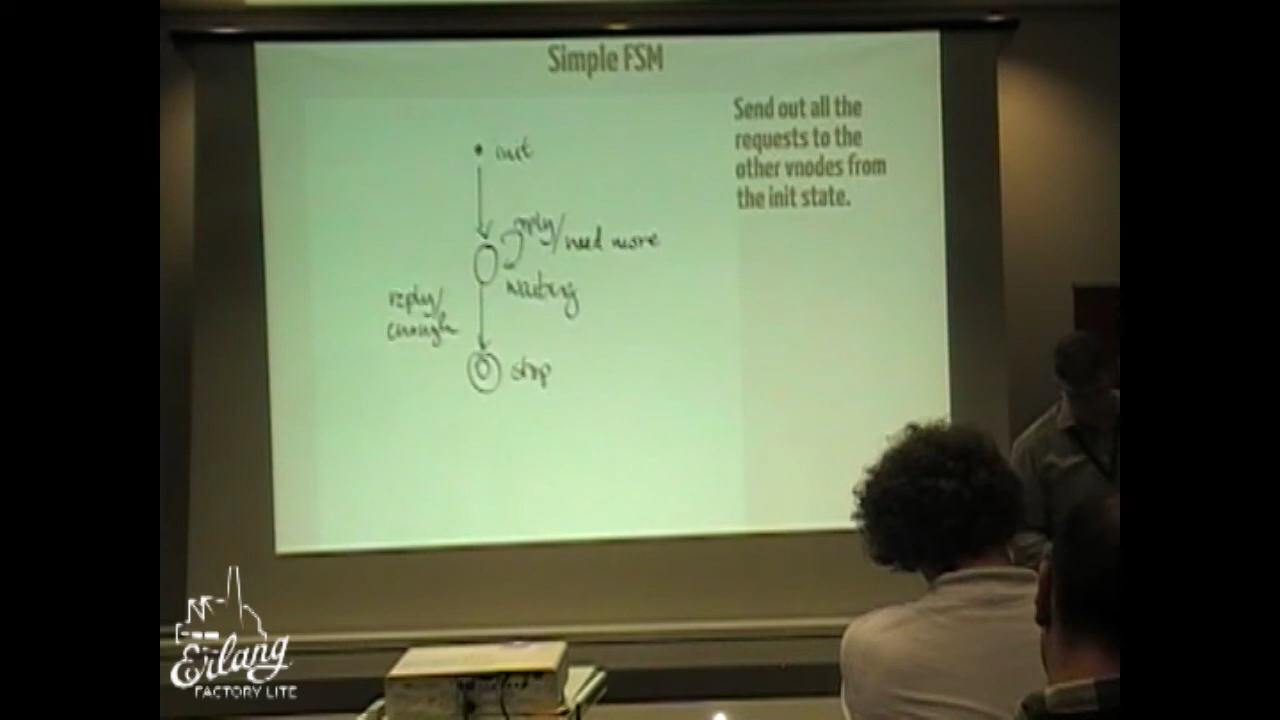 Simple FSM
Send out all the
requests to the
other vnodes from
the init state.
init
reply/
need more
waiting
reply/
enough
stop
Erlang
FACTORY LITE